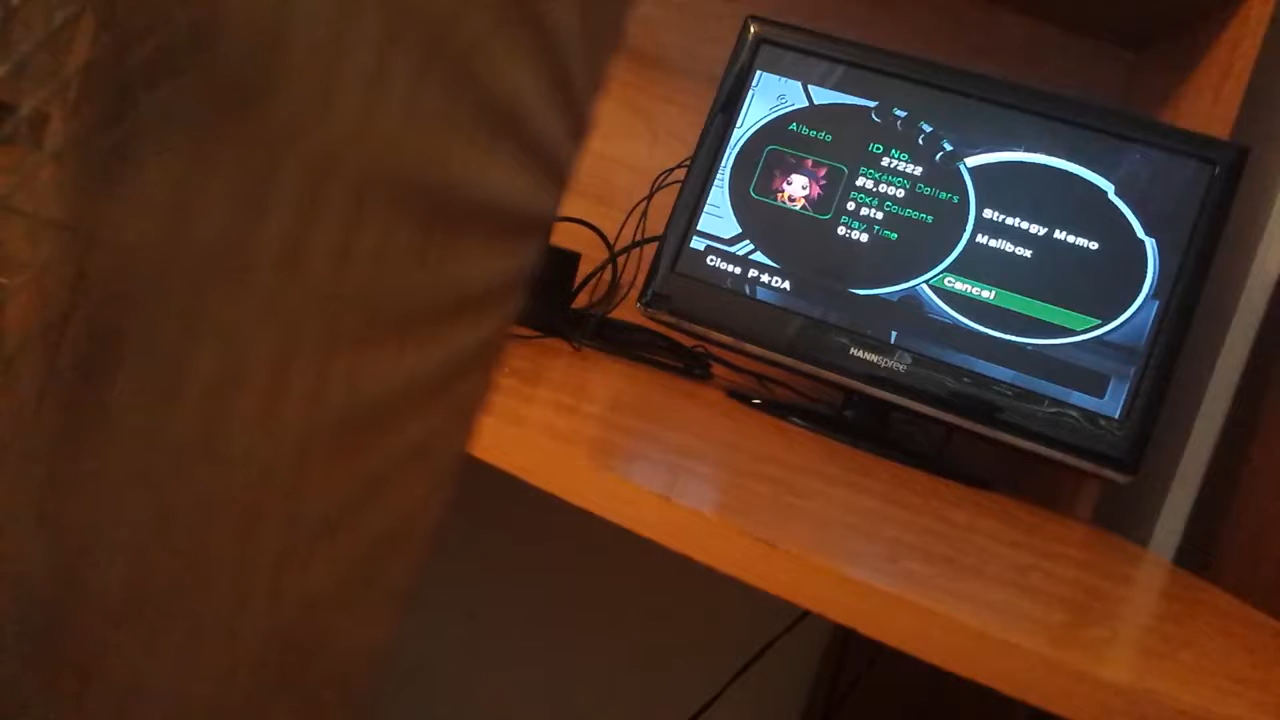 Albedo
ID No.
27222
POKéMON Dollars
₽5,000
POKé Coupons
0 pts
Play Time
0:08
Strategy Memo
Mailbox
Cancel
Close P★DA
HANNspree